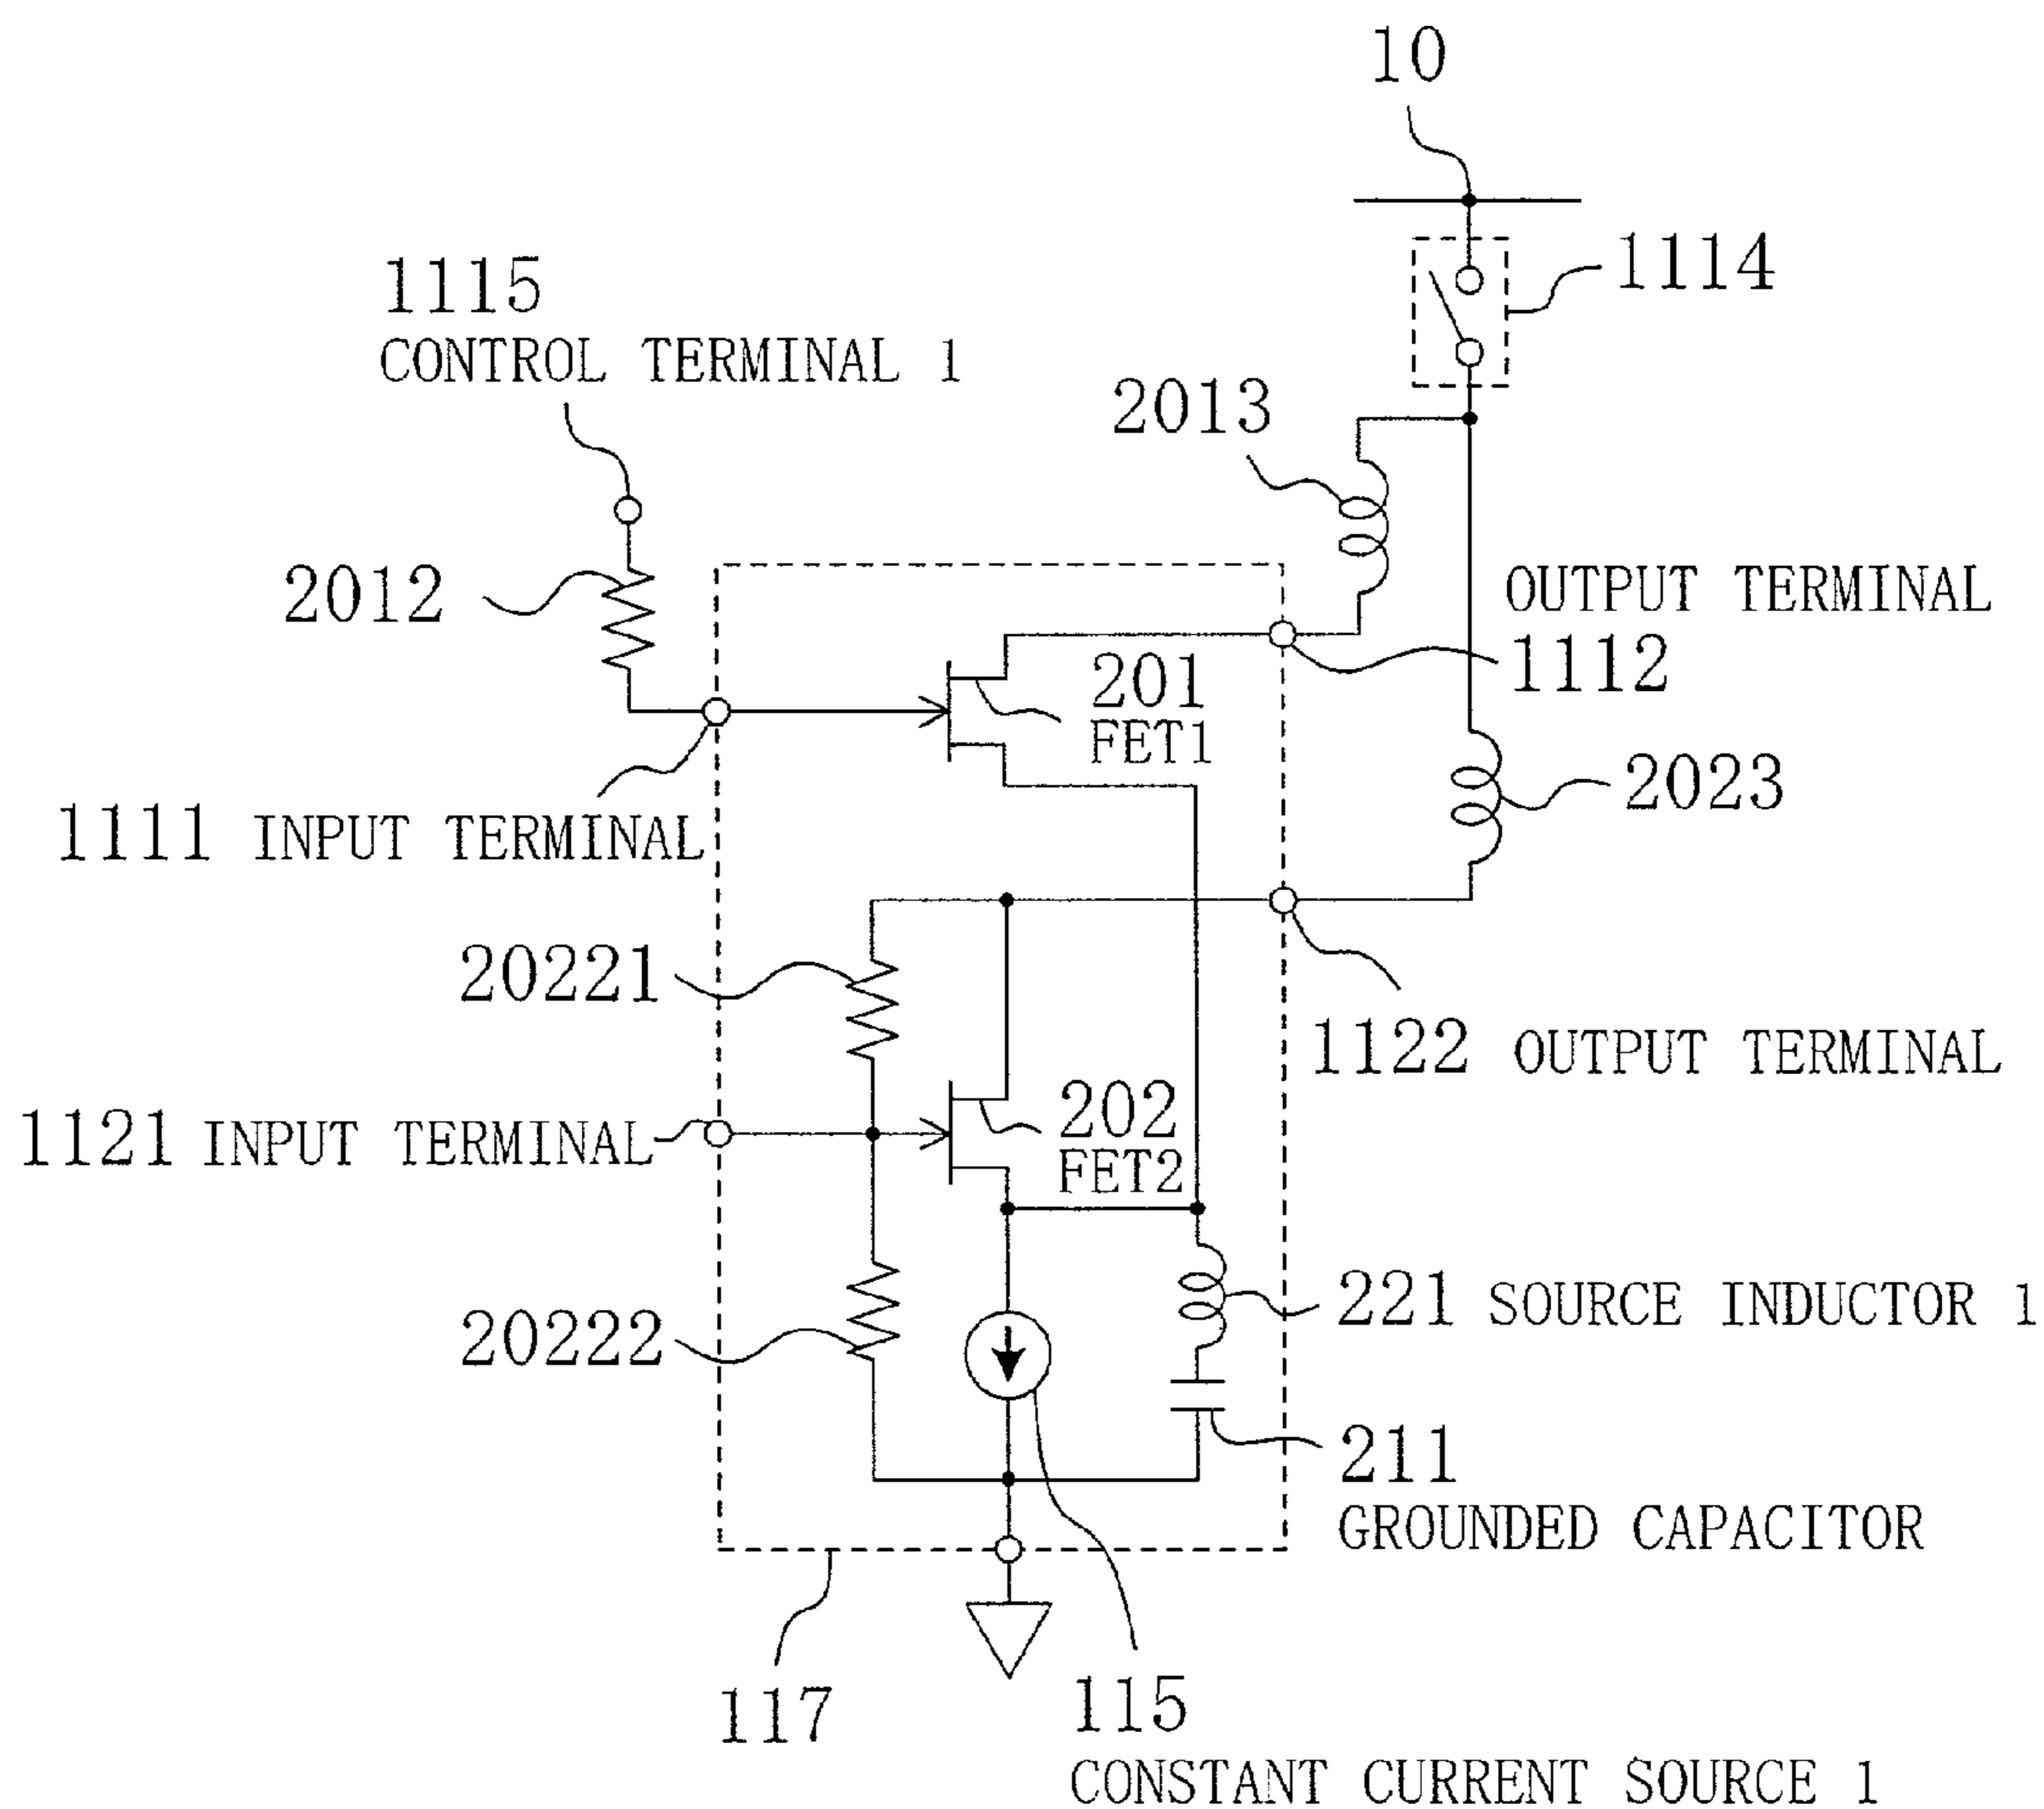 10
1114
1115
CONTROL TERMINAL 1
2013
2012
OUTPUT TERMINAL
1112
201
FET1
2023
1111 INPUT TERMINAL
20221
1122 OUTPUT TERMINAL
202
FET2
1121 INPUT TERMINAL
221 SOURCE INDUCTOR 1
20222
211
GROUNDED CAPACITOR
117
115
CONSTANT CURRENT SOURCE 1